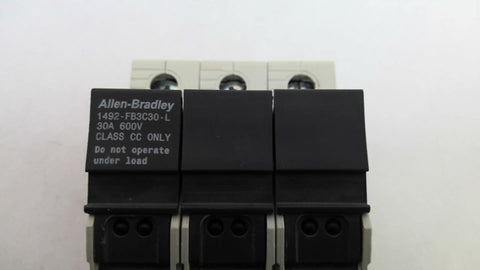 Allen-Bradley
1492-FB3C30-L
30A 600V
CLASS CC ONLY
Do not operate
under load